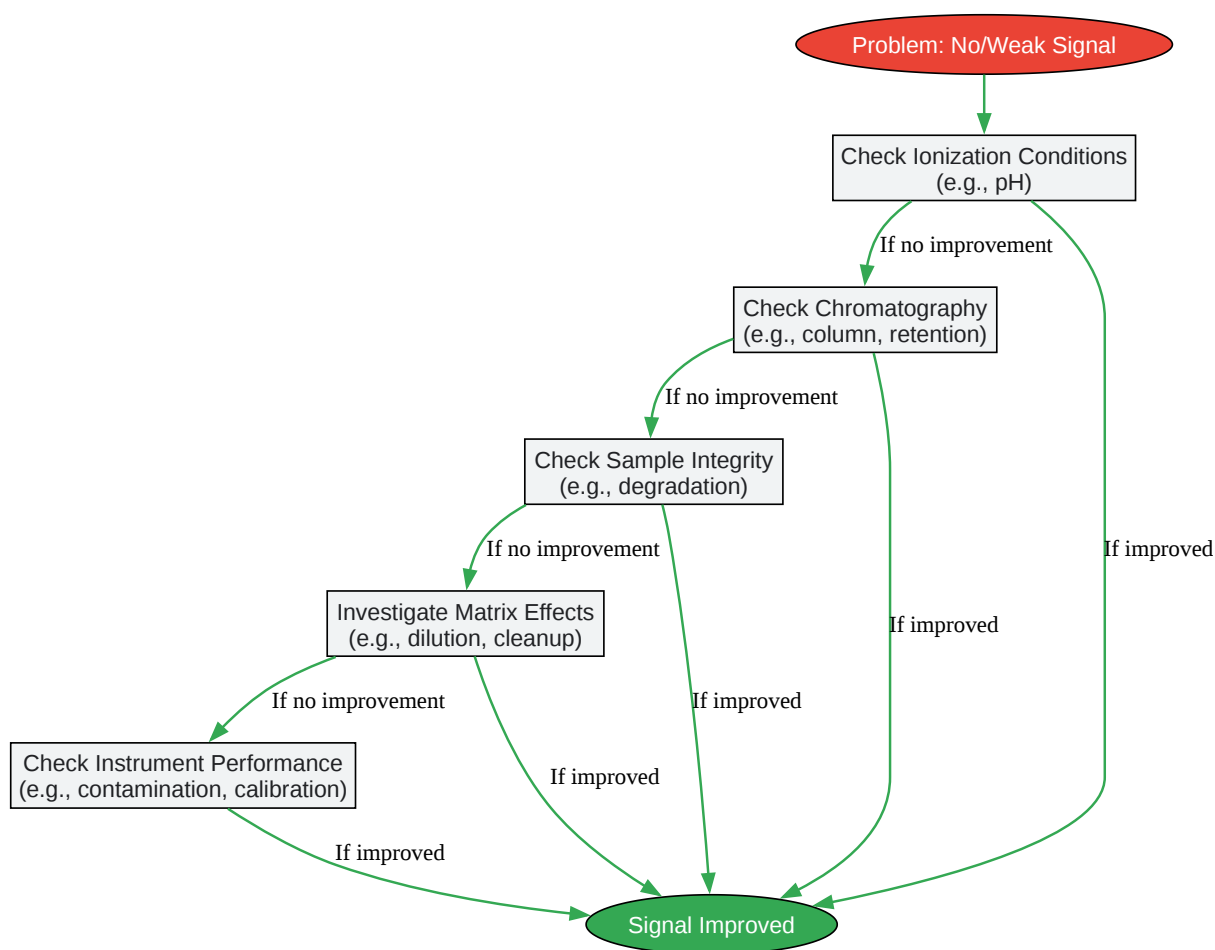 Problem: No/Weak Signal
Check Ionization Conditions
(e.g., pH)
If no improvement
Check Chromatography
(e.g., column, retention)
If no improvement
Check Sample Integrity
(e.g., degradation)
If no improvement
If improved
Investigate Matrix Effects
(e.g., dilution, cleanup)
If improved
If no improvement
If improved
Check Instrument Performance
(e.g., contamination, calibration)
If improved
If improved
Signal Improved